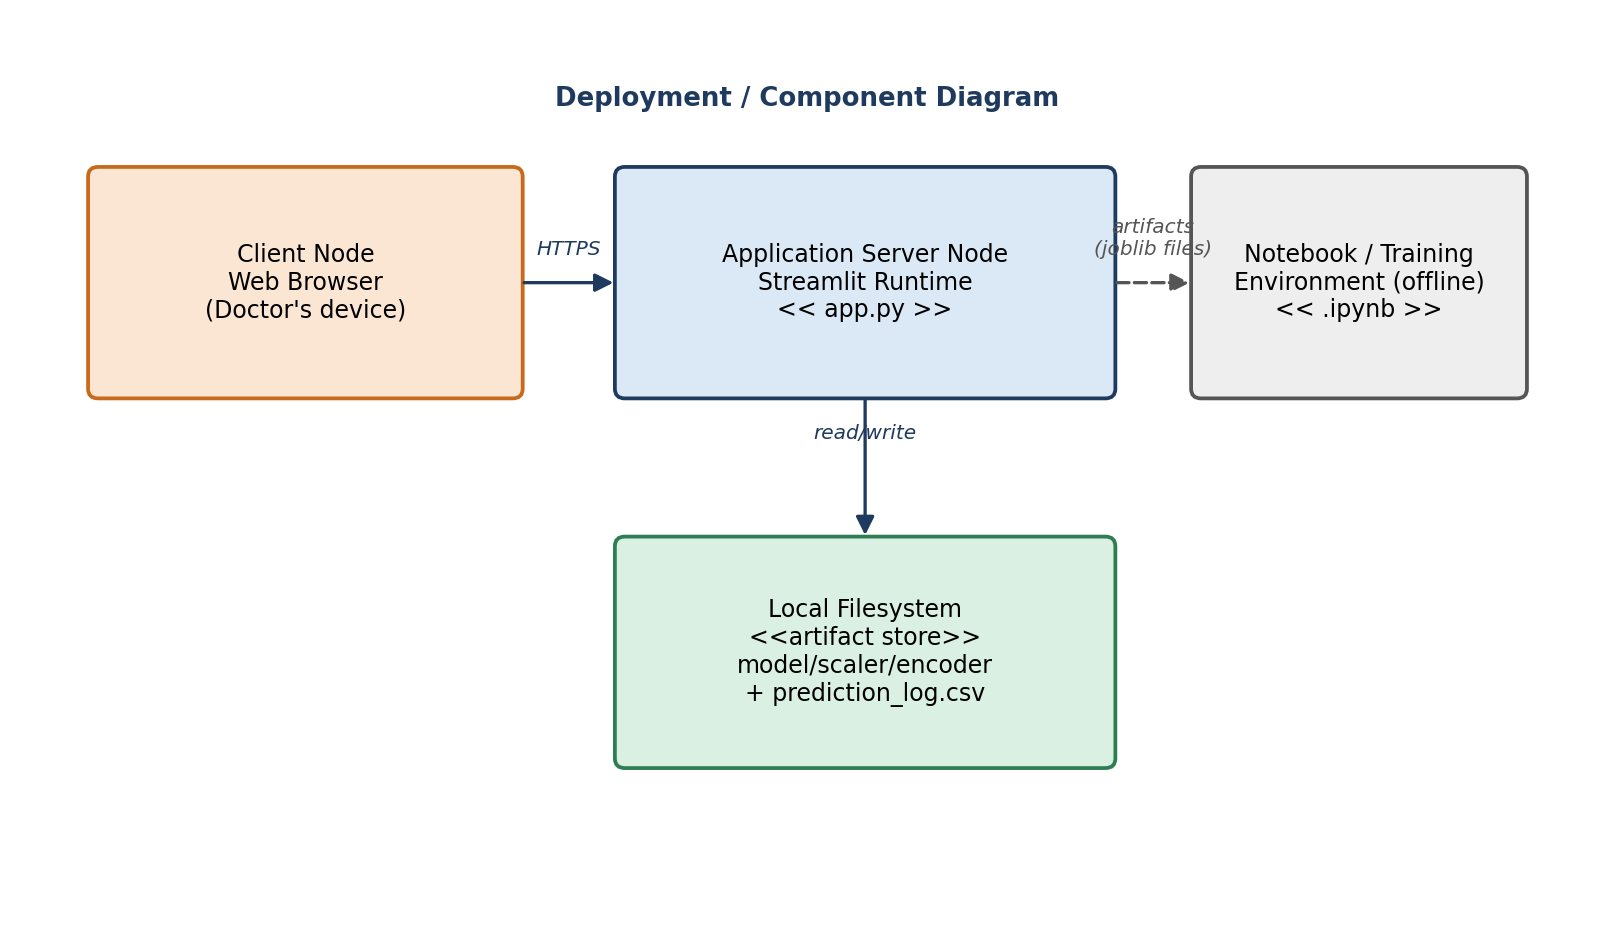 Deployment / Component Diagram
Client Node
Web Browser
(Doctor's device)
HTTPS
Application Server Node
Streamlit Runtime
<< app.py >>
artifacts
(joblib files)
Notebook / Training
Environment (offline)
<< .ipynb >>
read/write
Local Filesystem
<<artifact store>>
model/scaler/encoder
+ prediction_log.csv